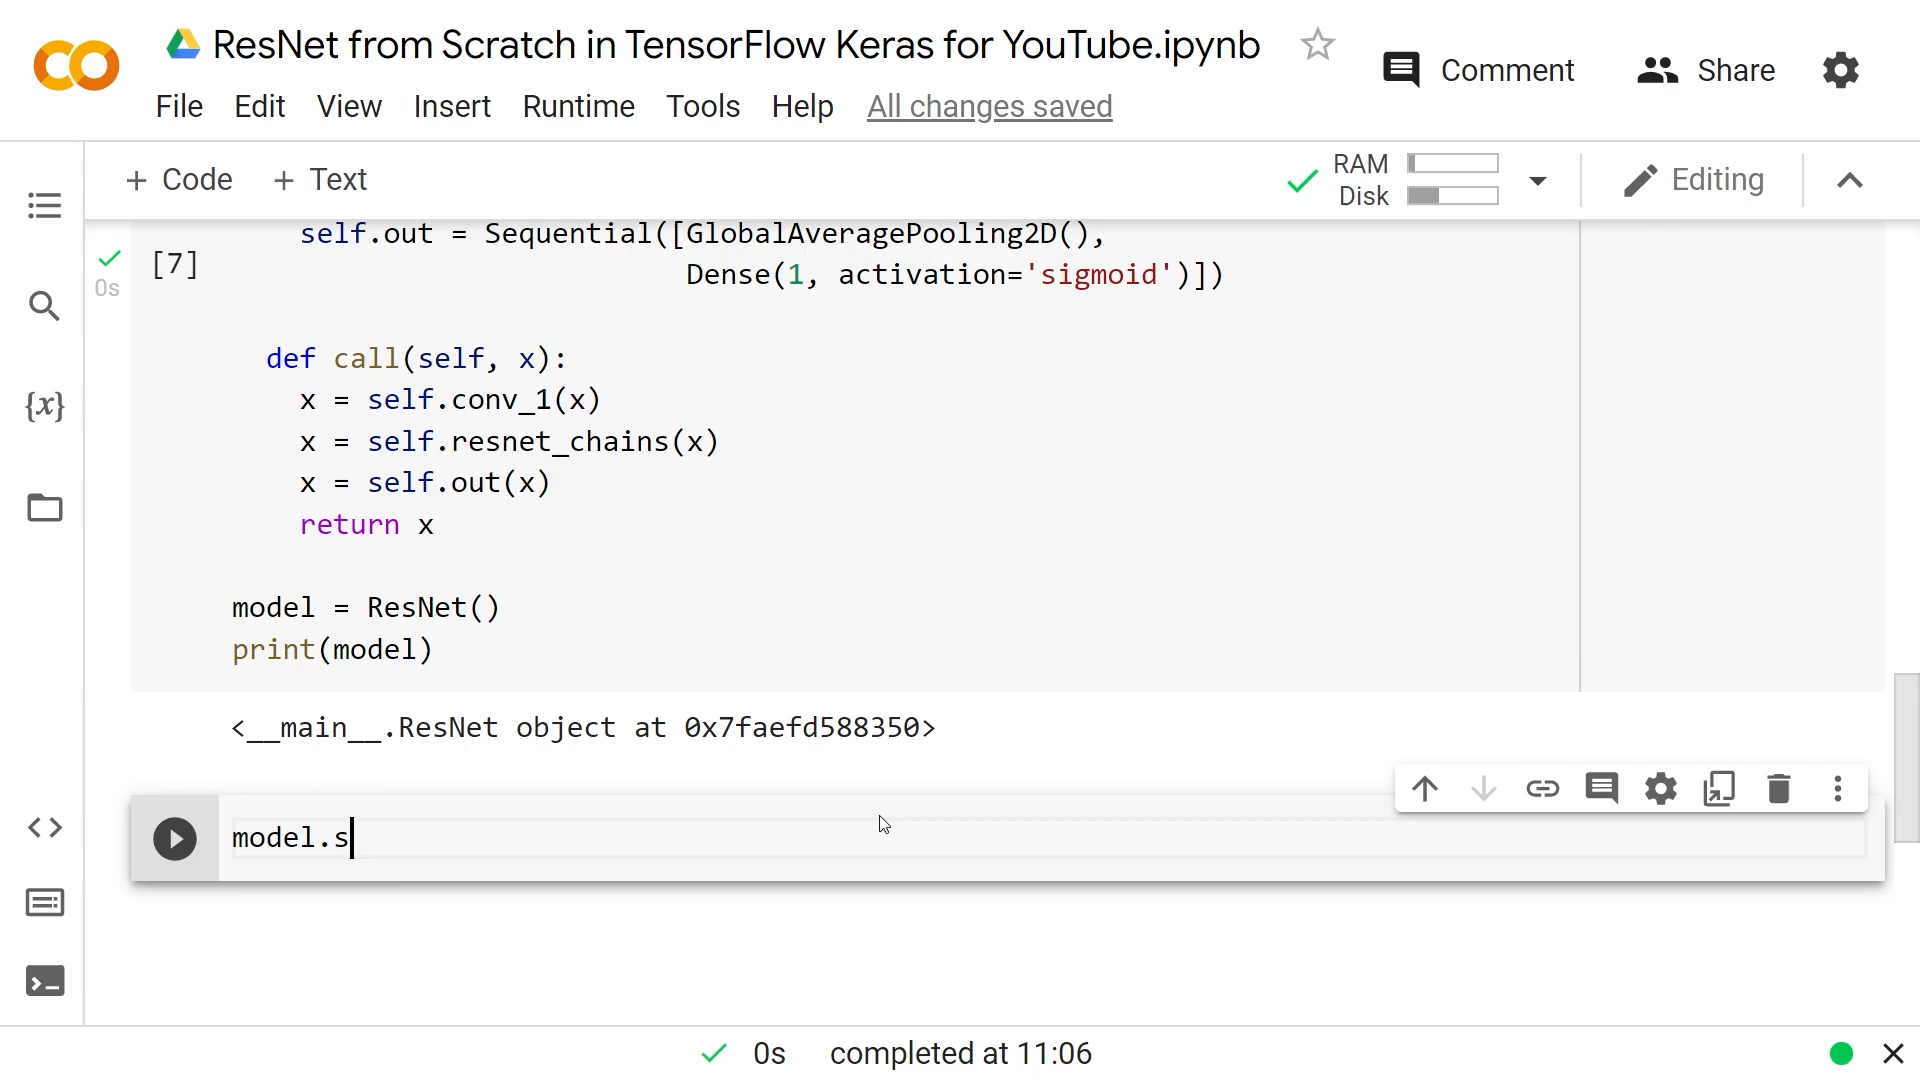 ResNet from Scratch in TensorFlow Keras for YouTube.ipynb
Comment
Share
File Edit View Insert Runtime Tools Help All changes saved
+ Code + Text
RAM
Disk
Editing
{x}
[7]
0s
self.out = Sequential([GlobalAveragePooling2D(),
Dense(1, activation='sigmoid')])
def call(self, x):
x = self.conv_1(x)
x = self.resnet_chains(x)
x = self.out(x)
return x
model = ResNet()
print(model)
<__main__.ResNet object at 0x7faefd588350>
model.s
0s completed at 11:06